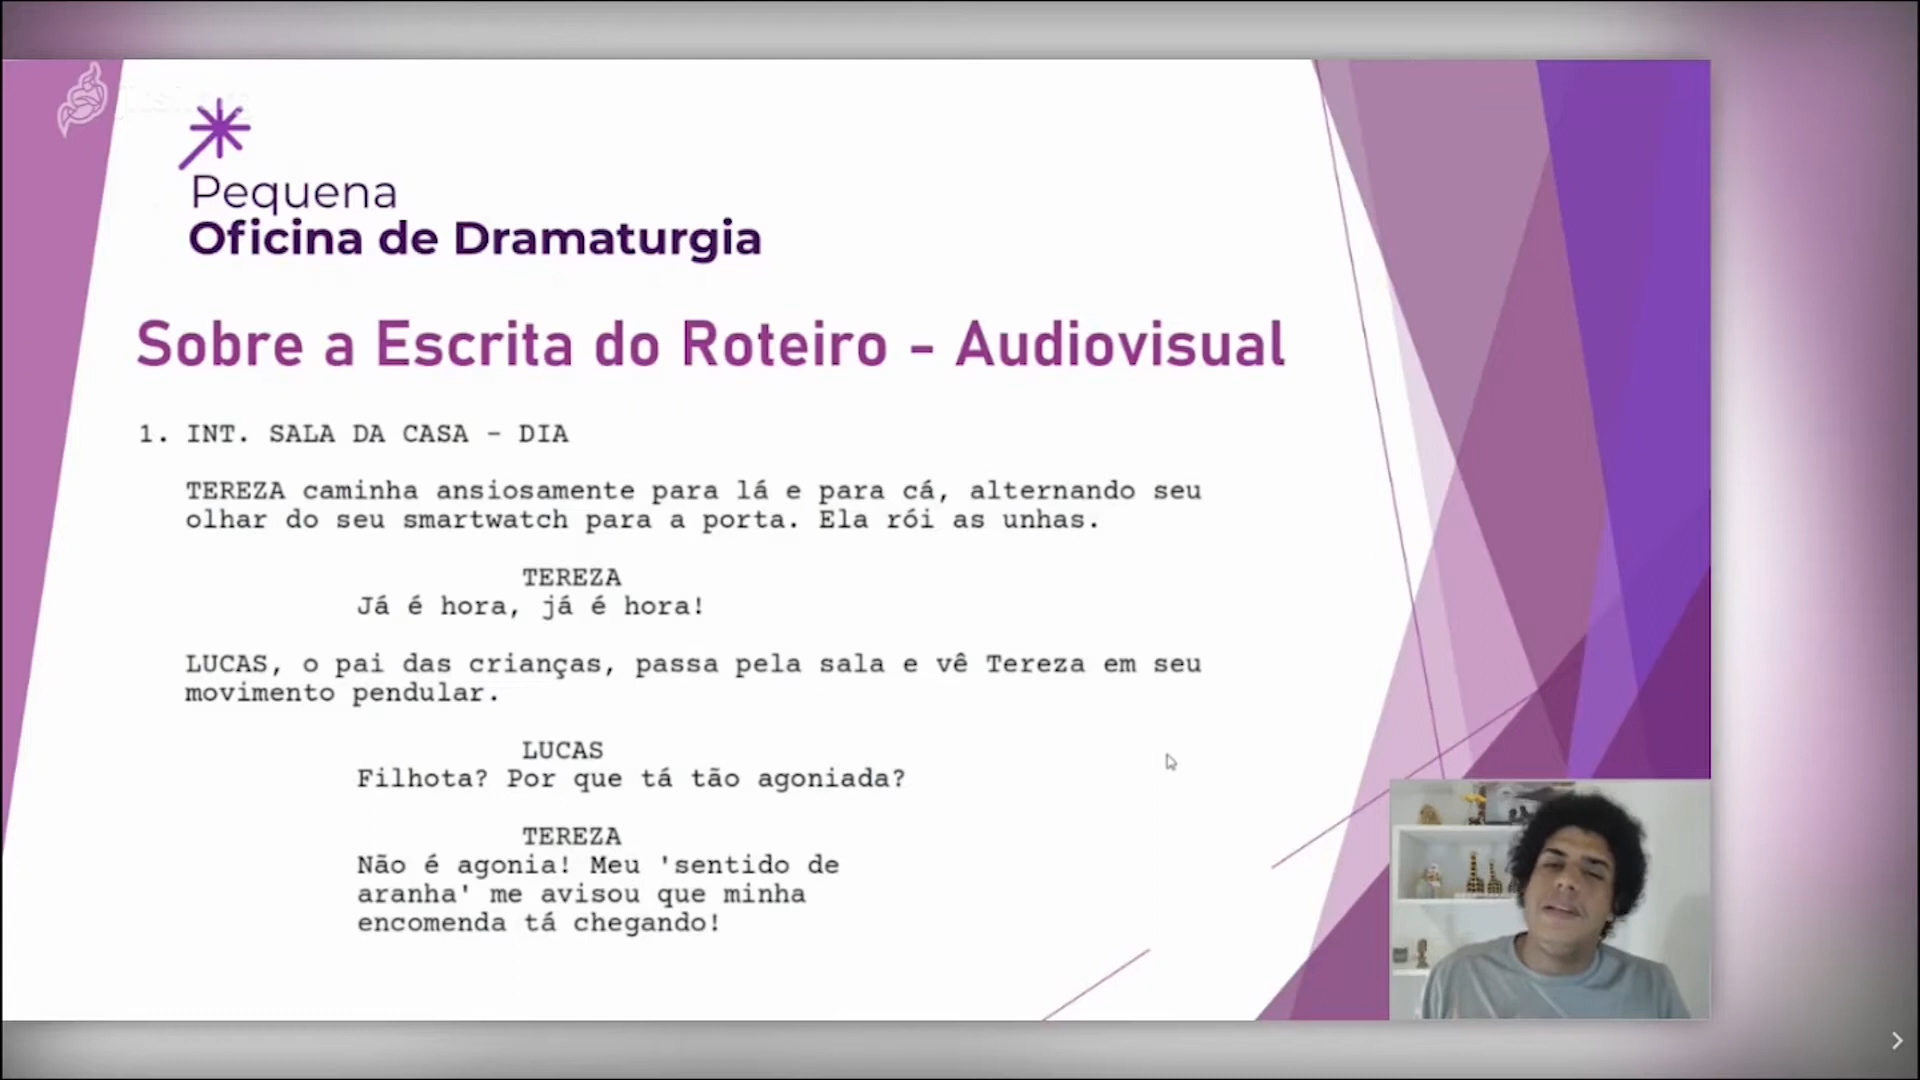 Pequena
Oficina de Dramaturgia
Sobre a Escrita do Roteiro - Audiovisual
1. INT. SALA DA CASA - DIA
TEREZA caminha ansiosamente para lá e para cá, alternando seu
olhar do seu smartwatch para a porta. Ela rói as unhas.
TEREZA
Já é hora, já é hora!
LUCAS, o pai das crianças, passa pela sala e vê Tereza em seu
movimento pendular.
LUCAS
Filhota? Por que tá tão agoniada?
TEREZA
Não é agonia! Meu 'sentido de
aranha' me avisou que minha
encomenda tá chegando!